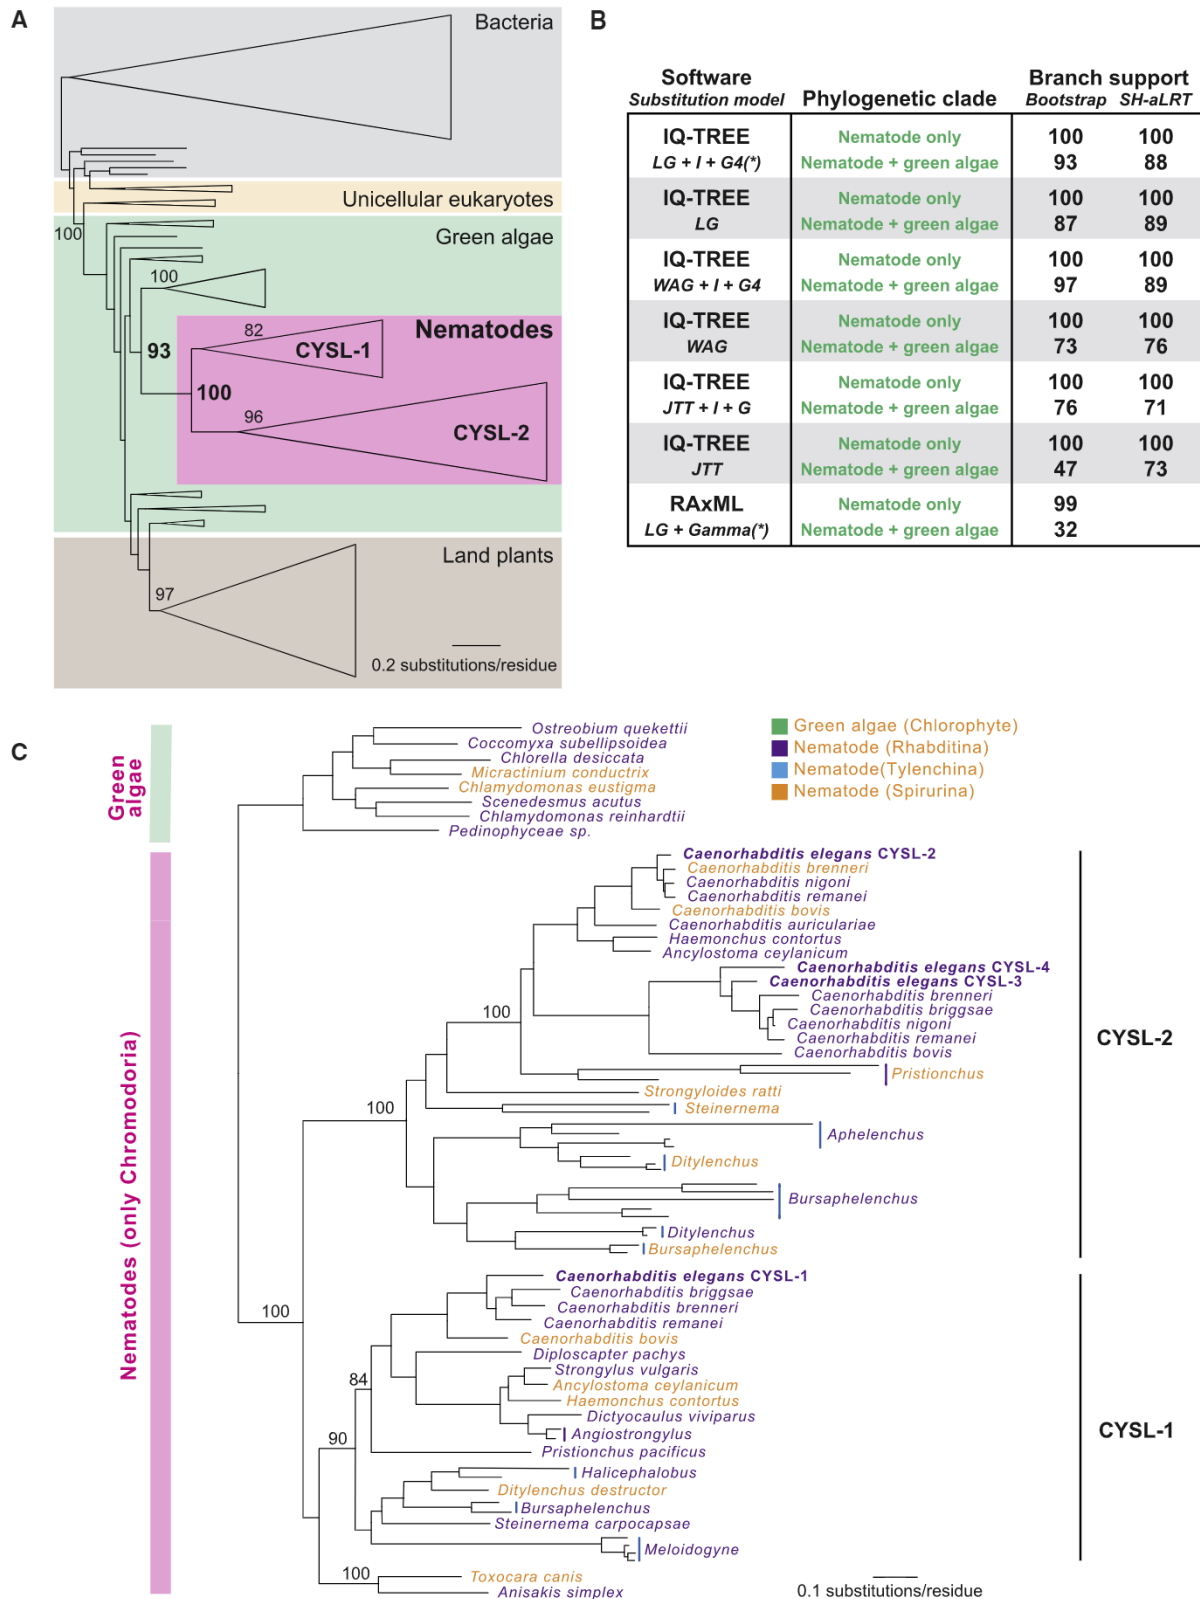 A
Bacteria
Unicellular eukaryotes
100
Green algae
100
Nematodes
82
CYSL-1
93
100
96
CYSL-2
Land plants
97
0.2 substitutions/residue
B
Software
Substitution model
Phylogenetic clade
Branch support
Bootstrap SH-aLRT
IQ-TREE Nematode only 100 100
LG + I + G4(*) Nematode + green algae 93 88
IQ-TREE Nematode only 100 100
LG Nematode + green algae 87 89
IQ-TREE Nematode only 100 100
WAG + I + G4 Nematode + green algae 97 89
IQ-TREE Nematode only 100 100
WAG Nematode + green algae 73 76
IQ-TREE Nematode only 100 100
JTT + I + G Nematode + green algae 76 71
IQ-TREE Nematode only 100 100
JTT Nematode + green algae 47 73
RAxML Nematode only 99
LG + Gamma(*) Nematode + green algae 32
C
Green algae (Chlorophyte)
Nematode (Rhabditina)
Nematode(Tylenchina)
Nematode (Spirurina)
Green
algae
Ostreobium quekettii
Coccomyxa subellipsoidea
Chlorella desiccata
Micractinium conductrix
Chlamydomonas eustigma
Scenedesmus acutus
Chlamydomonas reinhardtii
Pedinophyceae sp.
Nematodes (only Chromodoria)
Caenorhabditis elegans CYSL-2
Caenorhabditis brenneri
Caenorhabditis nigoni
Caenorhabditis remanei
Caenorhabditis bovis
Caenorhabditis auriculariae
Haemonchus contortus
Ancylostoma ceylanicum
Caenorhabditis elegans CYSL-4
Caenorhabditis elegans CYSL-3
Caenorhabditis brenneri
Caenorhabditis briggsae
Caenorhabditis nigoni
Caenorhabditis remanei
Caenorhabditis bovis
100
CYSL-2
Pristionchus
Strongyloides ratti
100
Steinernema
Aphelenchus
Ditylenchus
Bursaphelenchus
Ditylenchus
Bursaphelenchus
100
Caenorhabditis elegans CYSL-1
Caenorhabditis briggsae
Caenorhabditis brenneri
Caenorhabditis remanei
Caenorhabditis bovis
Diploscapter pachys
Strongylus vulgaris
84
Ancylostoma ceylanicum
Haemonchus contortus
Dictyocaulus viviparus
Angiostrongylus
CYSL-1
90
Pristionchus pacificus
Halicephalobus
Ditylenchus destructor
Bursaphelenchus
Steinernema carpocapsae
Meloidogyne
100
Toxocara canis
Anisakis simplex
0.1 substitutions/residue